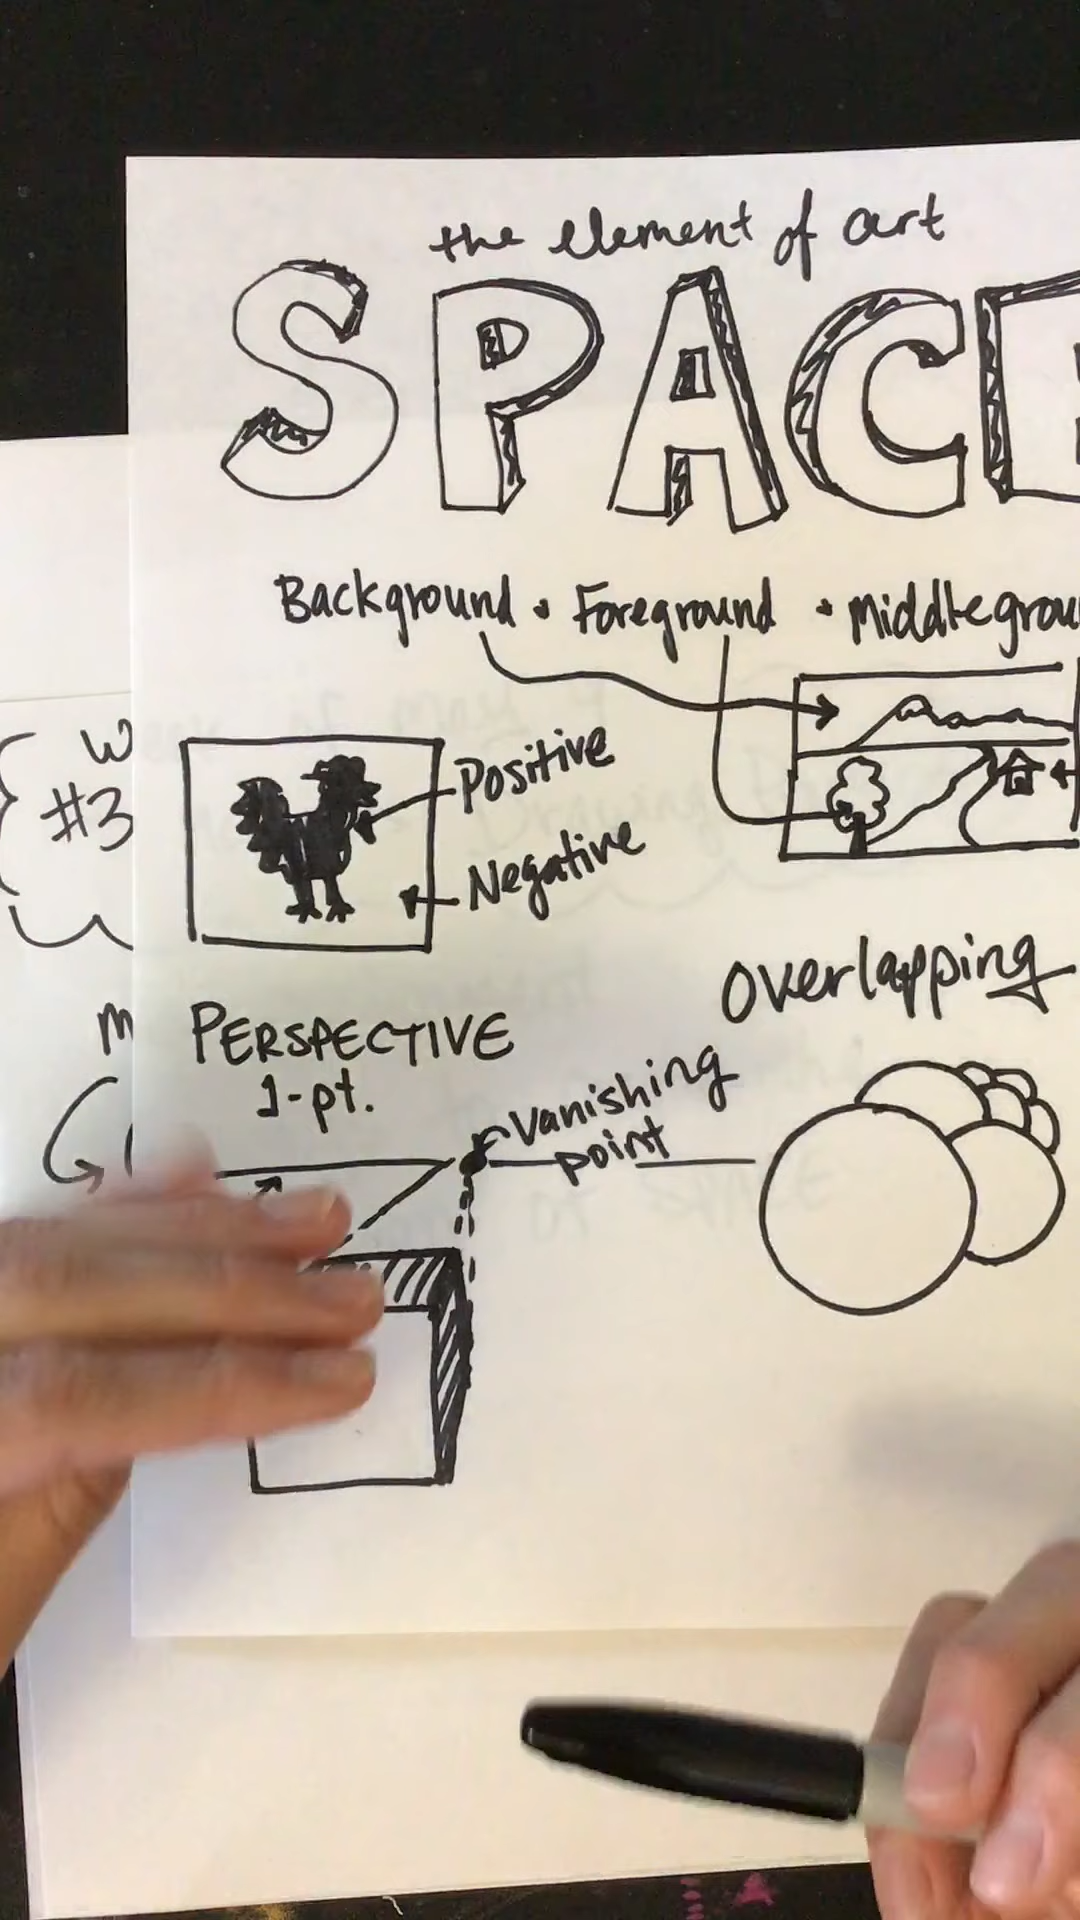 the element of art
SPACE
Background • Foreground • Middlegrou
Positive
Negative
#3
Overlapping
PERSPECTIVE
1-pt.
Vanishing
point